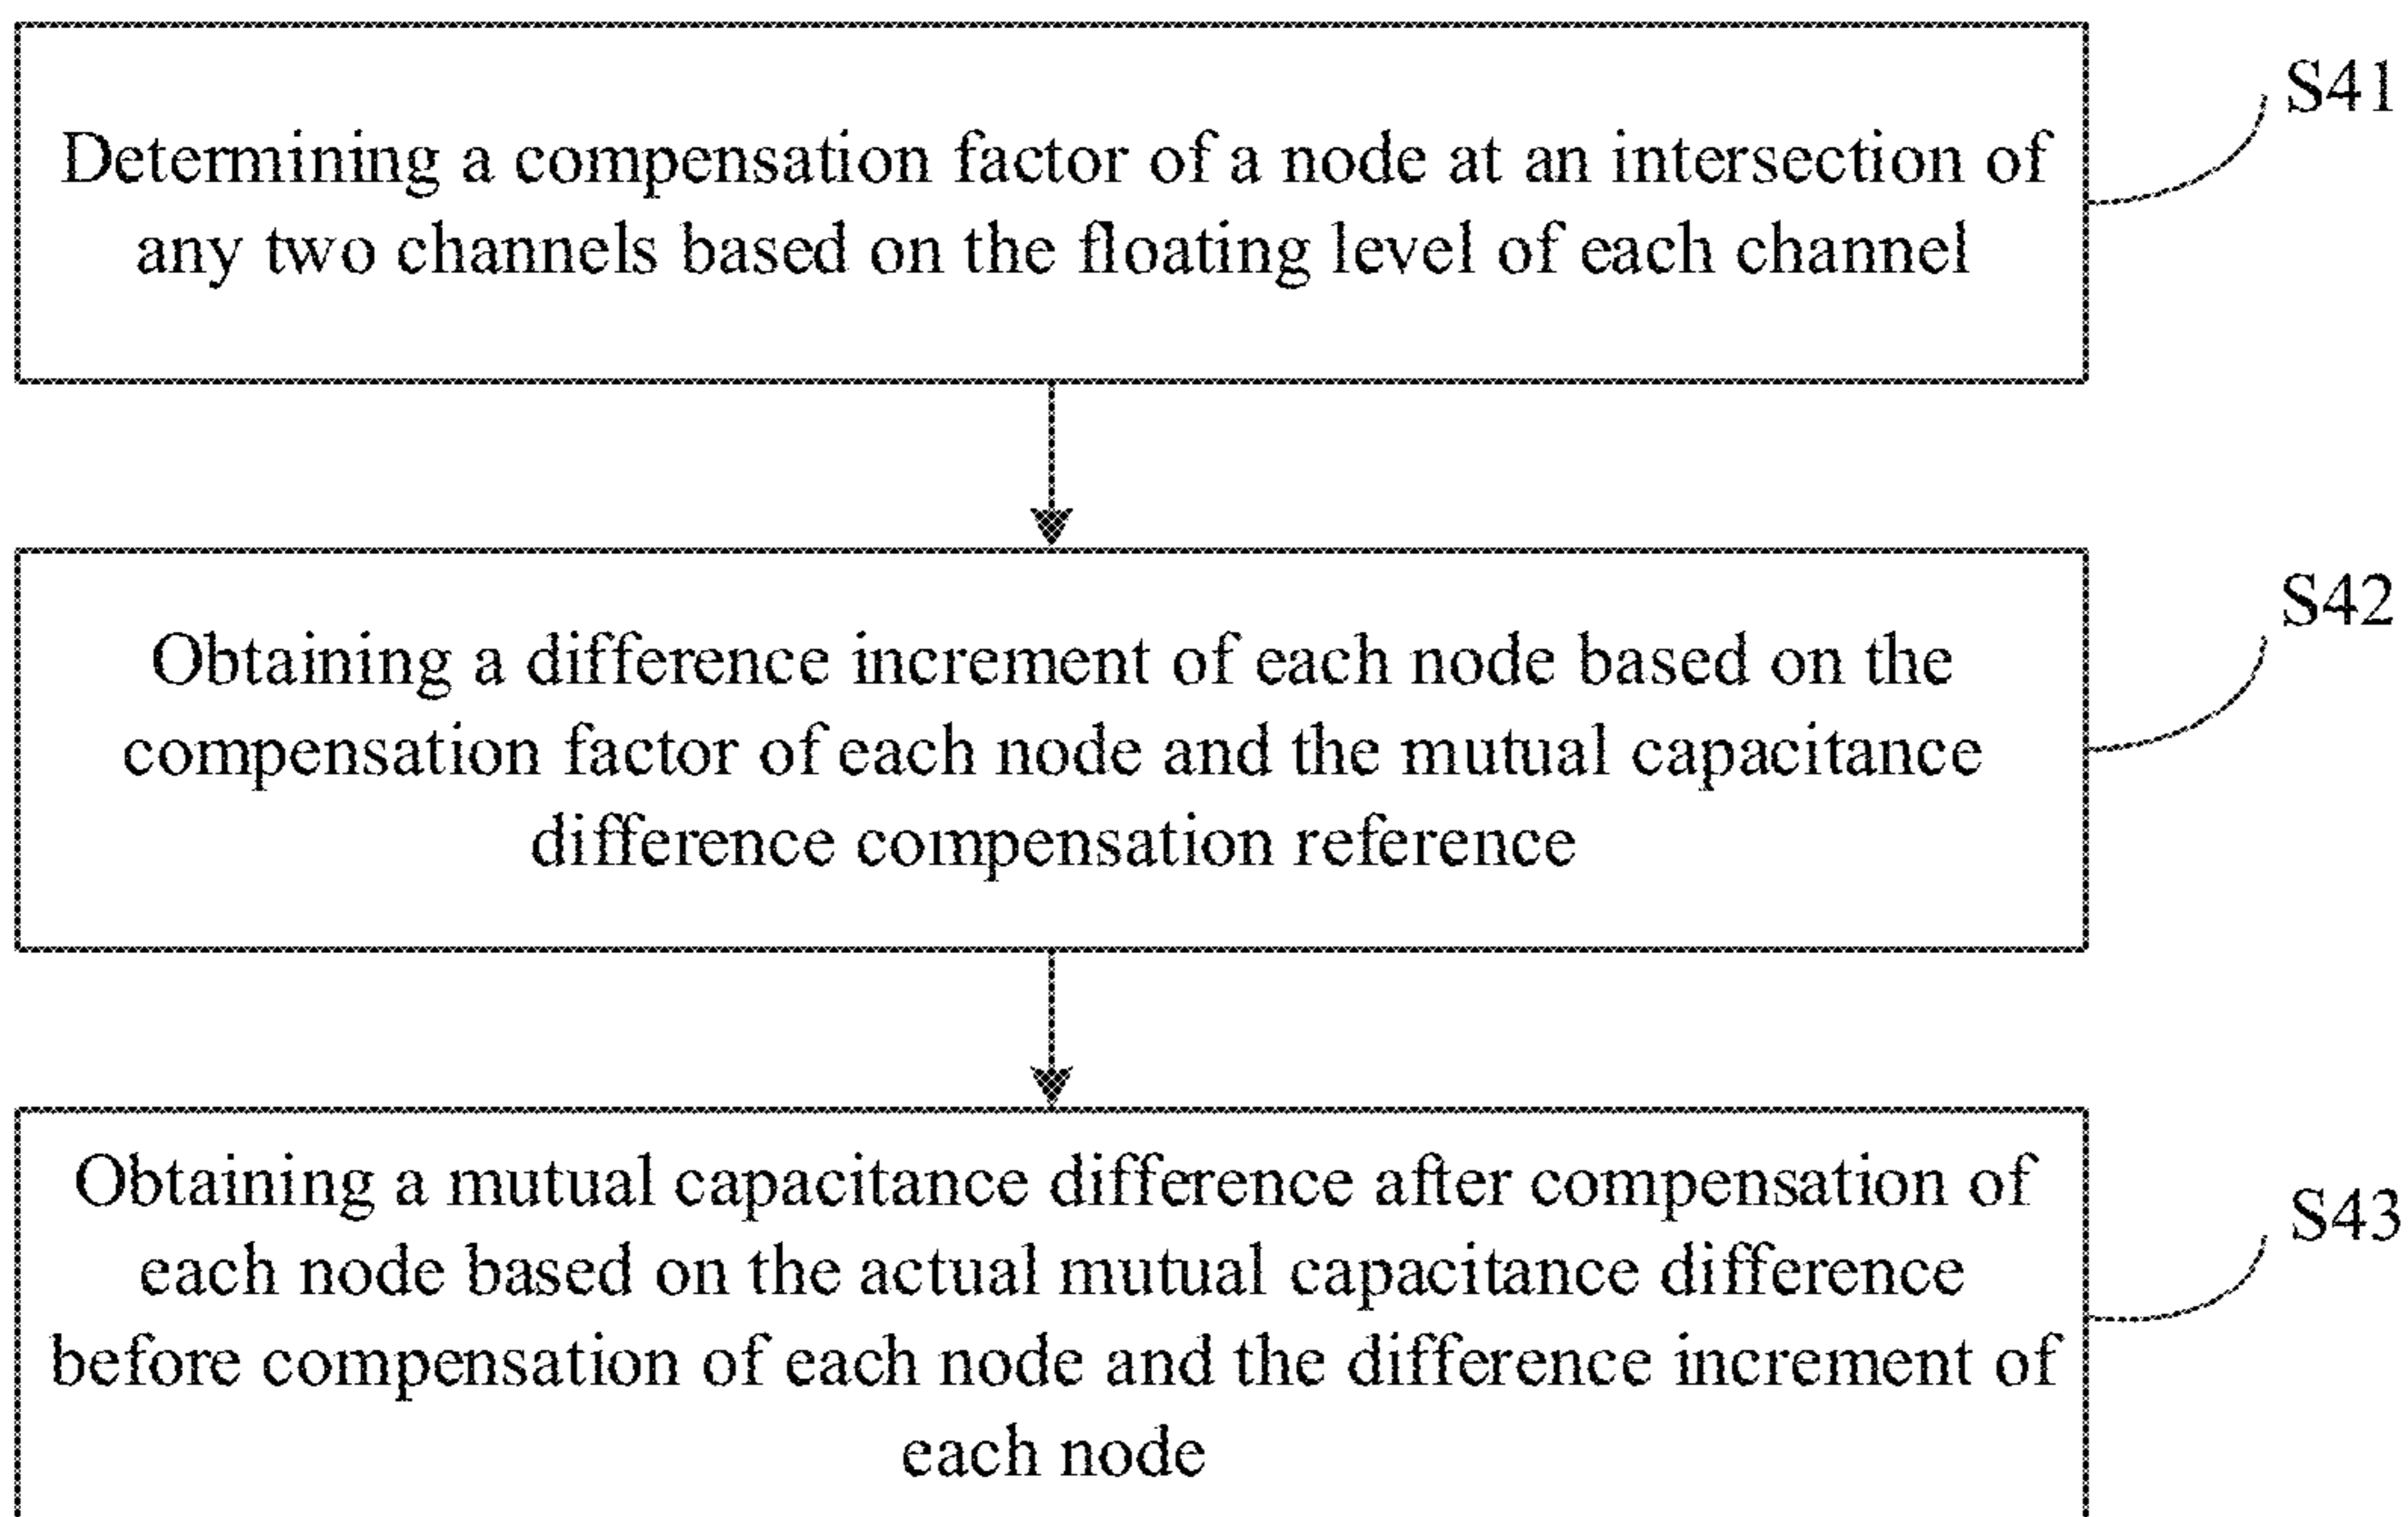 S41
Determining a compensation factor of a node at an intersection of
any two channels based on the floating level of each channel
S42
Obtaining a difference increment of each node based on the
compensation factor of each node and the mutual capacitance
difference compensation reference
Obtaining a mutual capacitance difference after compensation of
S43
each node based on the actual mutual capacitance difference
before compensation of each node and the difference increment of
each node